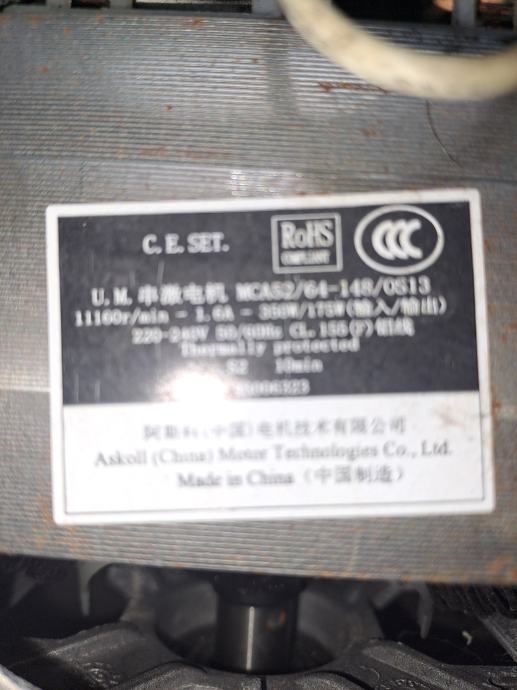 C.E.SET.
RoHS
COMPLIANT
CCC
U.M.串激电机 MCA52/64-148/OS13
11160r/min - 1.6A - 350W/175W(输入/输出)
220-240V 50/60Hz CL.155(F)铝线
Thermally protected
S2 10min
阿斯科(中国)电机技术有限公司
Askoll (China) Motor Technologies Co., Ltd.
Made in China (中国制造)